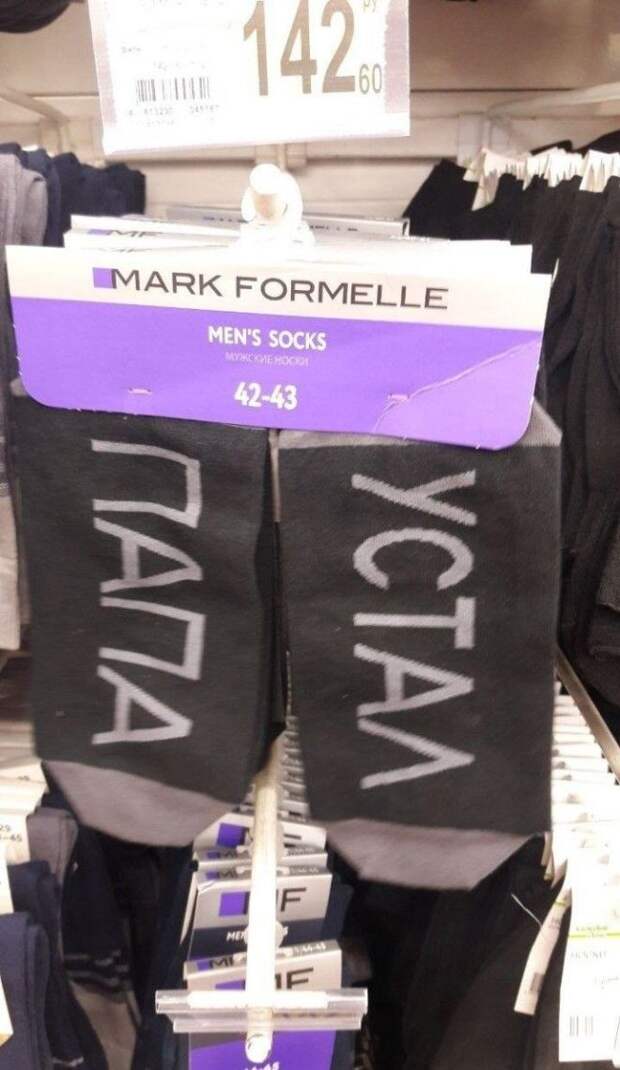 142 60
MARK FORMELLE
MEN'S SOCKS
МУЖСКИЕ НОСКИ
42-43
ПАПА
УСТАЛ